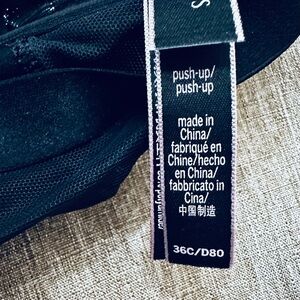 S
push-up/
push-up
made in
China/
fabriqué en
Chine/hecho
en China/
fabbricato in
Cina/
中国制造
36C/D80